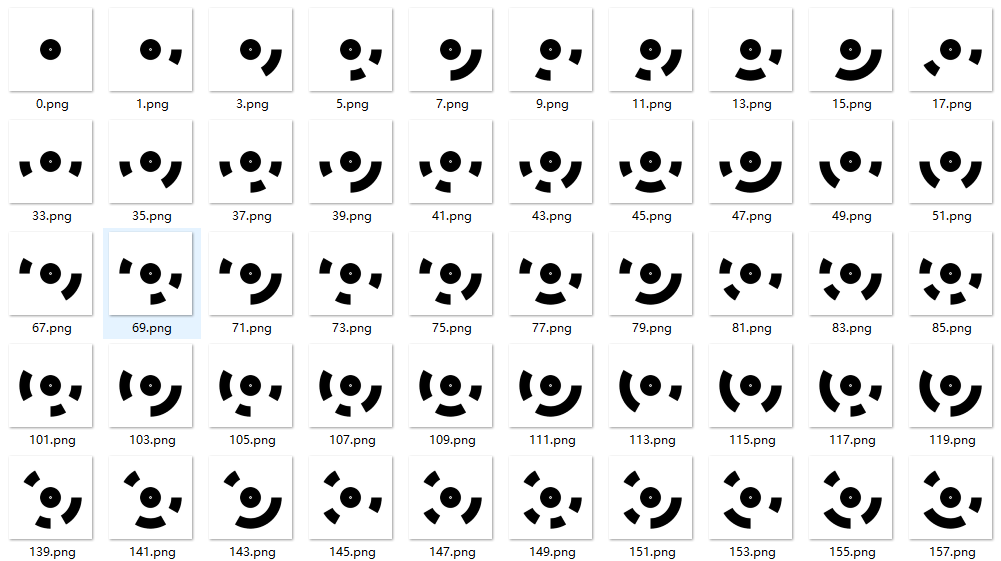 0.png 1.png 3.png 5.png 7.png 9.png 11.png 13.png 15.png 17.png
33.png 35.png 37.png 39.png 41.png 43.png 45.png 47.png 49.png 51.png
67.png 69.png 71.png 73.png 75.png 77.png 79.png 81.png 83.png 85.png
101.png 103.png 105.png 107.png 109.png 111.png 113.png 115.png 117.png 119.png
139.png 141.png 143.png 145.png 147.png 149.png 151.png 153.png 155.png 157.png